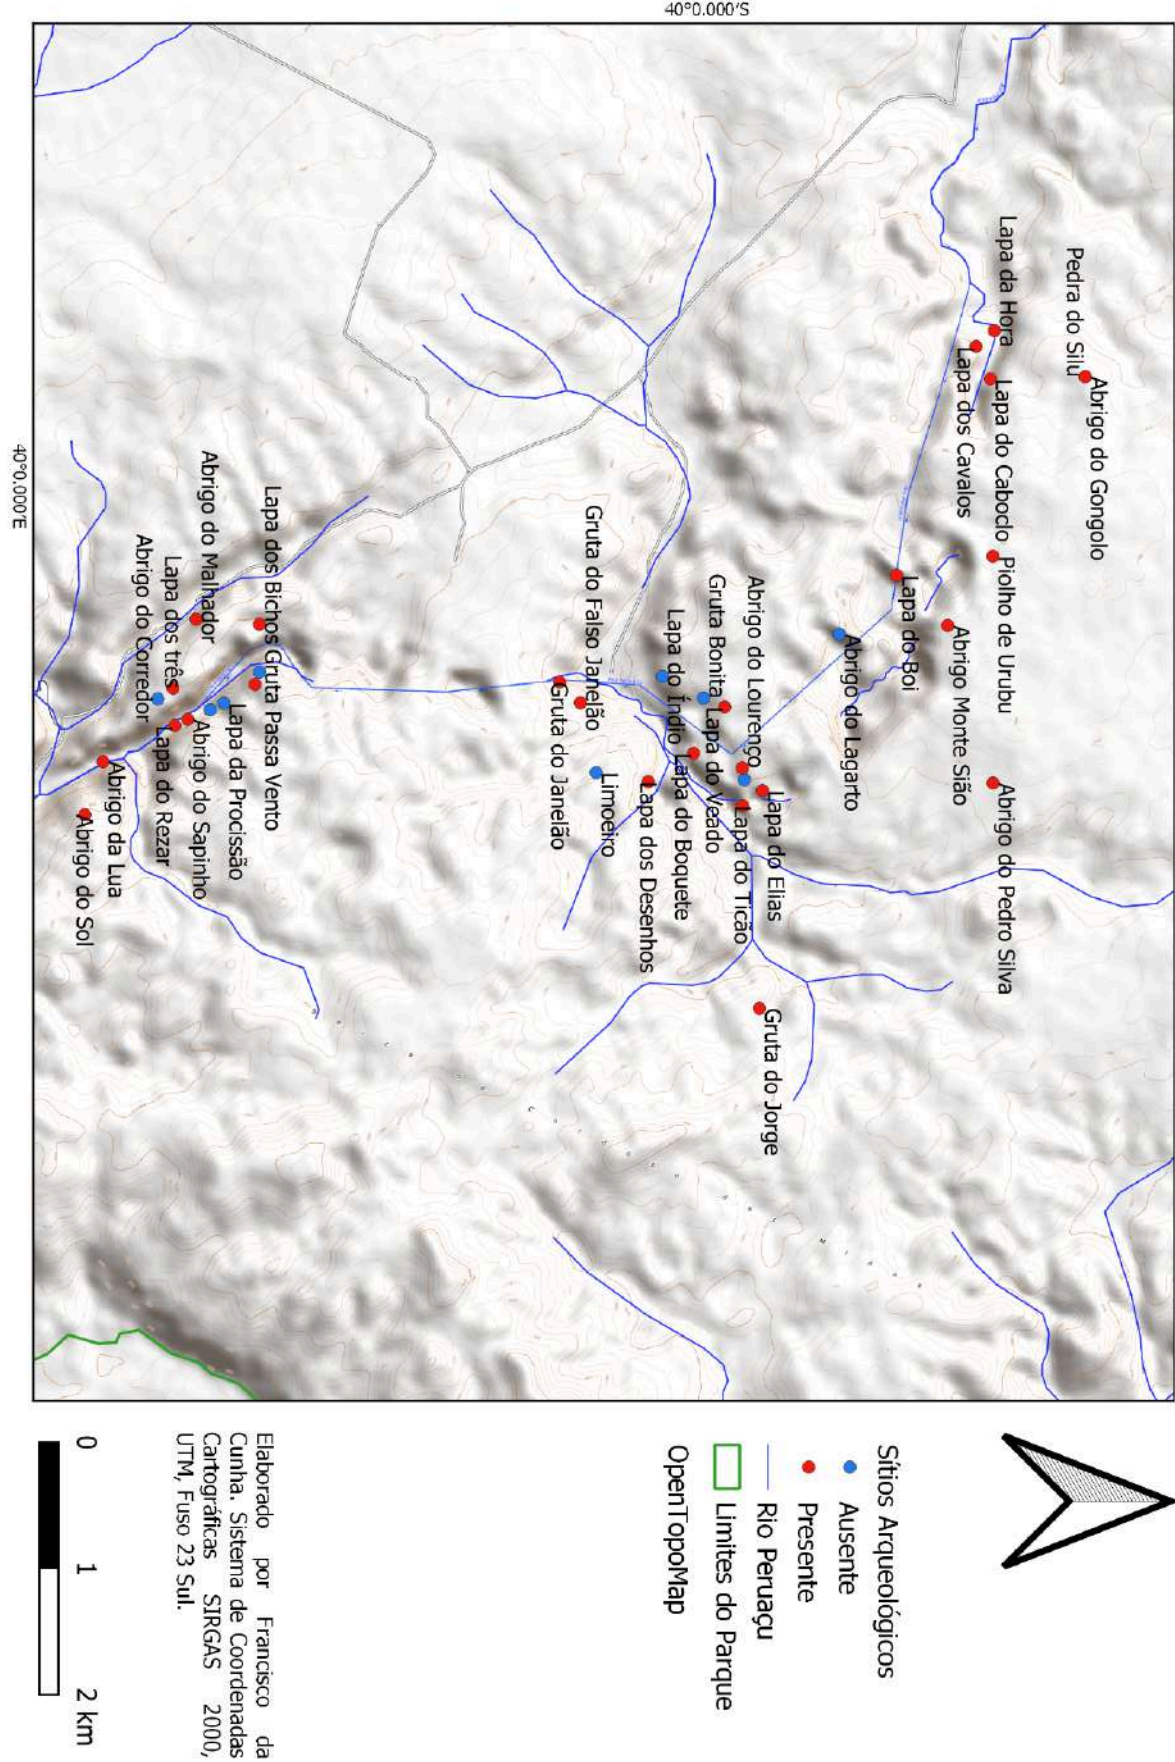 40°0.000'S
40°0.000'E
Abrigo do Gongolo
Pedra do Silu
Lapa da Hora
Lapa do Caboclo
Piolho de Urubu
Abrigo do Pedro Silva
Lapa dos Cavalos
Abrigo Monte Sião
Lapa do Boi
Abrigo do Lagarto
Lapa do Elias
Gruta do Jorge
Abrigo do Lourenço
Lapa do Ticão
Gruta Bonita
Lapa do Veado
Lapa do Índio
Lapa do Boquete
Lapa dos Desenhos
Limoeiro
Gruta do Falso Janelão
Gruta do Janelão
Lapa dos Bichos
Gruta Passa Vento
Lapa da Procissão
Abrigo do Malhador
Abrigo do Sapinho
Lapa dos três
Lapa do Rezar
Abrigo do Corredor
Abrigo da Lua
Abrigo do Sol
Sítios Arqueológicos
Ausente
Presente
Rio Peruaçu
Limites do Parque
OpenTopoMap
Elaborado por Francisco da
Cunha. Sistema de Coordenadas
Cartográficas SIRGAS 2000,
UTM, Fuso 23 Sul.
0 1 2 km